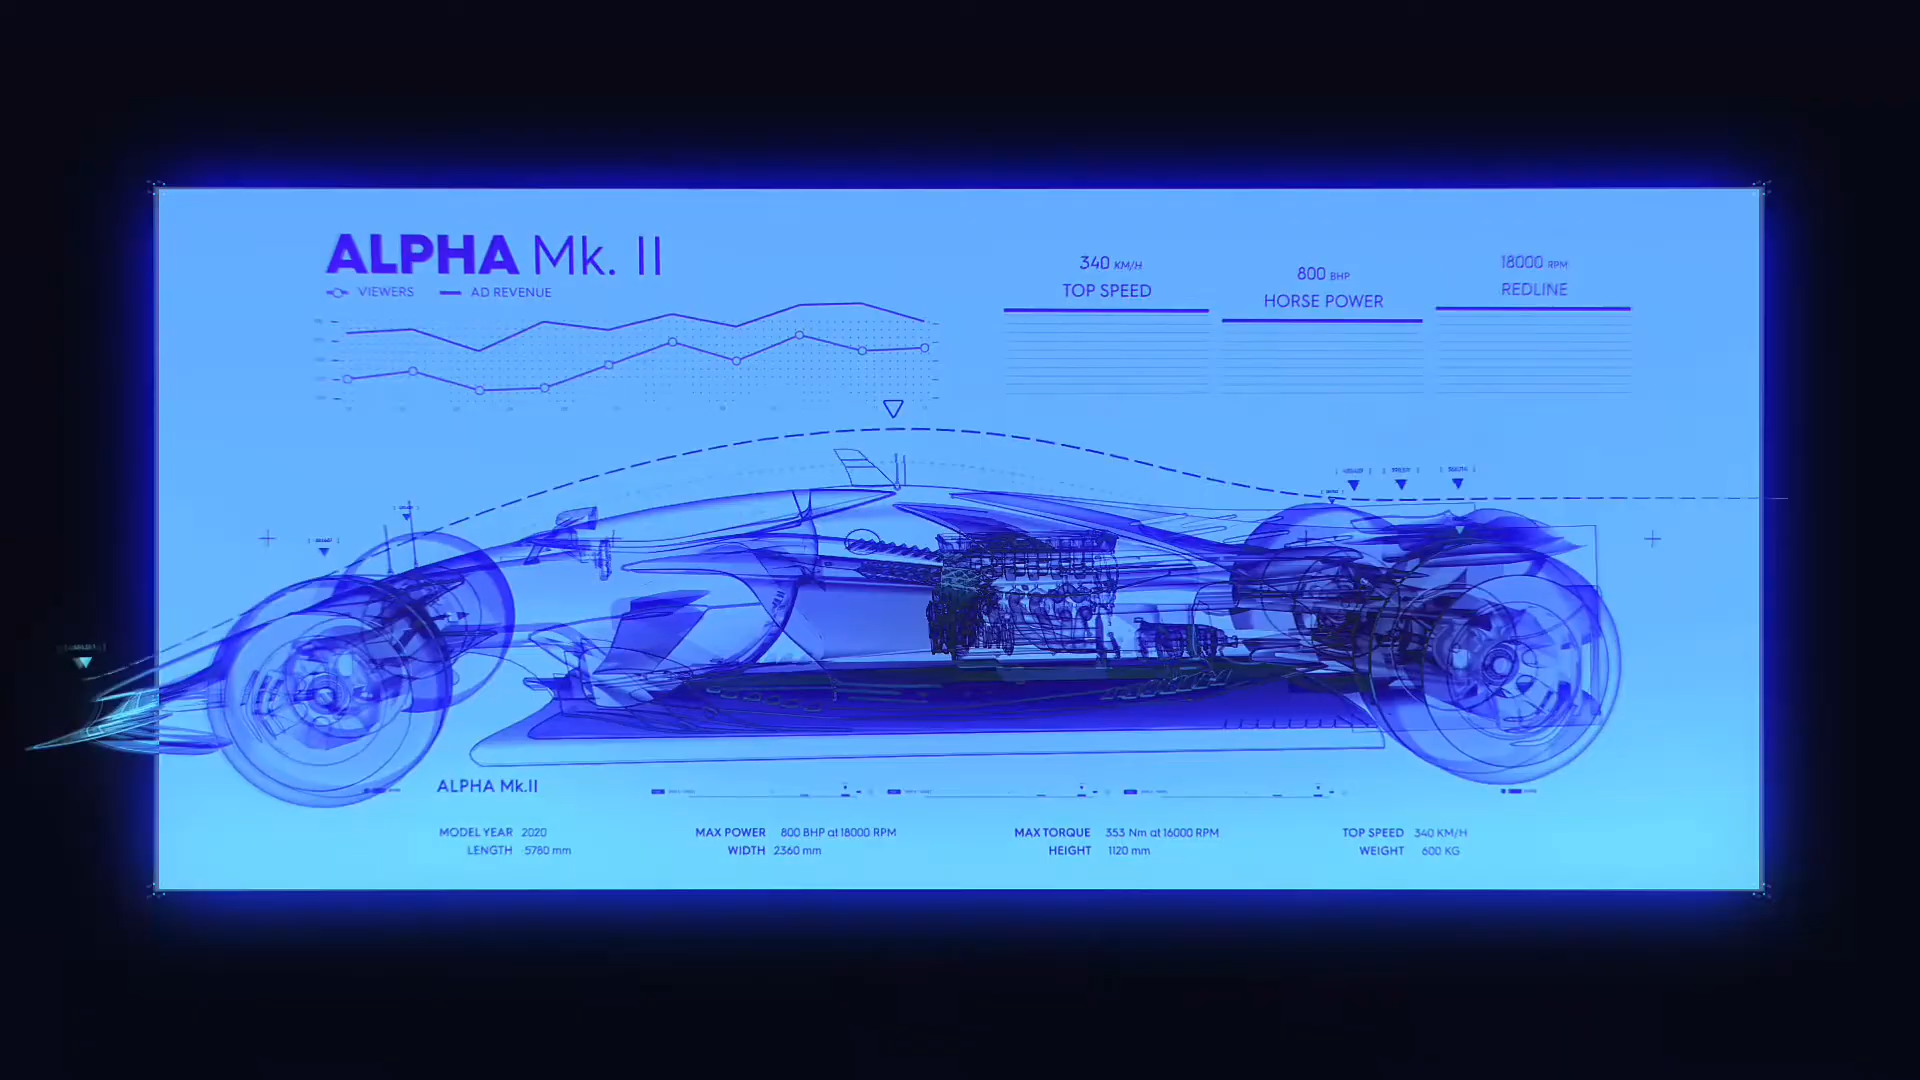 ALPHA Mk. II
VIEWERS AD REVENUE
340 KM/H
TOP SPEED
800 BHP
HORSE POWER
18000 RPM
REDLINE
ALPHA Mk.II
MODEL YEAR 2020
LENGTH 5780 mm
MAX POWER 800 BHP at 18000 RPM
WIDTH 2360 mm
MAX TORQUE 353 Nm at 16000 RPM
HEIGHT 1120 mm
TOP SPEED 340 KM/H
WEIGHT 600 KG